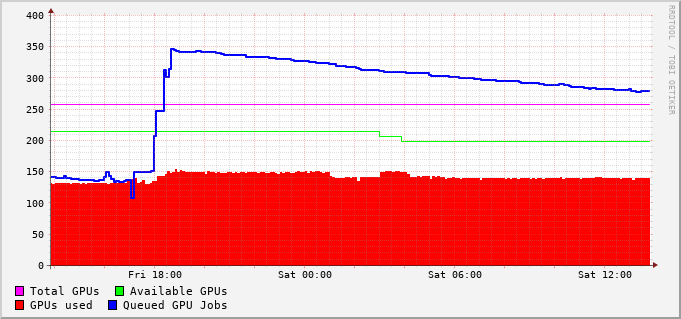 400
350
300
250
200
150
100
50
0
Fri 18:00 Sat 00:00 Sat 06:00 Sat 12:00
Total GPUs Available GPUs
GPUs used Queued GPU Jobs
RRDTOOL / TOBI OETIKER